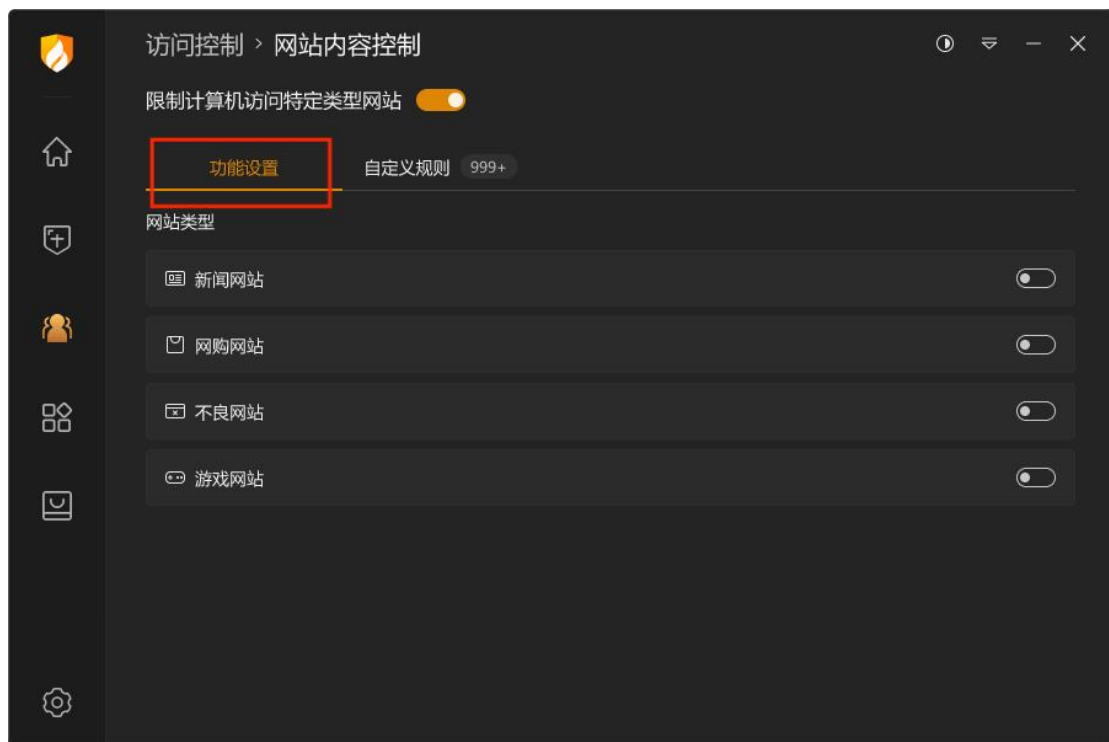 访问控制 > 网站内容控制
限制计算机访问特定类型网站
功能设置 自定义规则 999+
网站类型
新闻网站
网购网站
不良网站
游戏网站